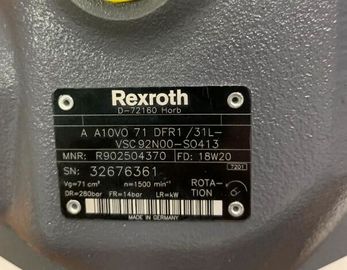 Rexroth
D-72160 Horb
A A10VO 71 DFR1/31L-
VSC92N00-SO413
MNR: R902504370 FD: 18W20
7201
SN: 32676361
Vg=71 cm³ n=1500 min⁻¹ ROTA-
DR=280bar FR=14bar LR=kW TION
MADE IN GERMANY